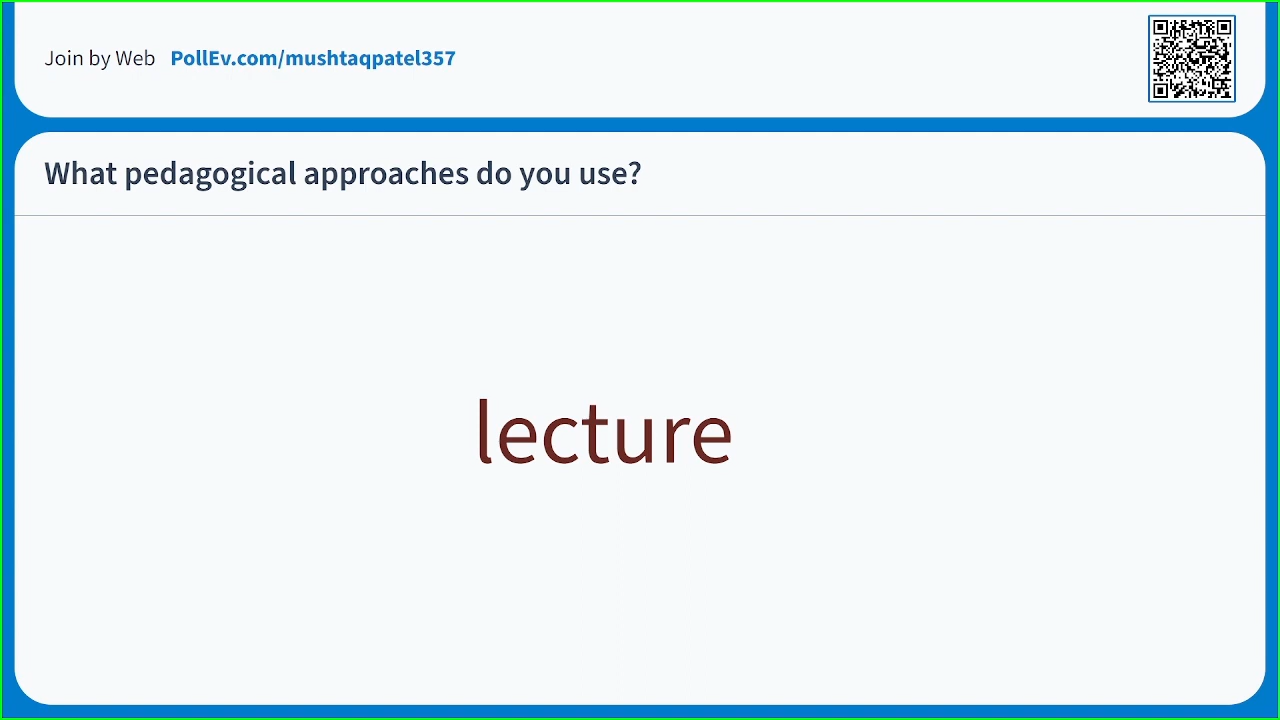 Join by Web PollEv.com/mushtaqpatel357
What pedagogical approaches do you use?
lecture